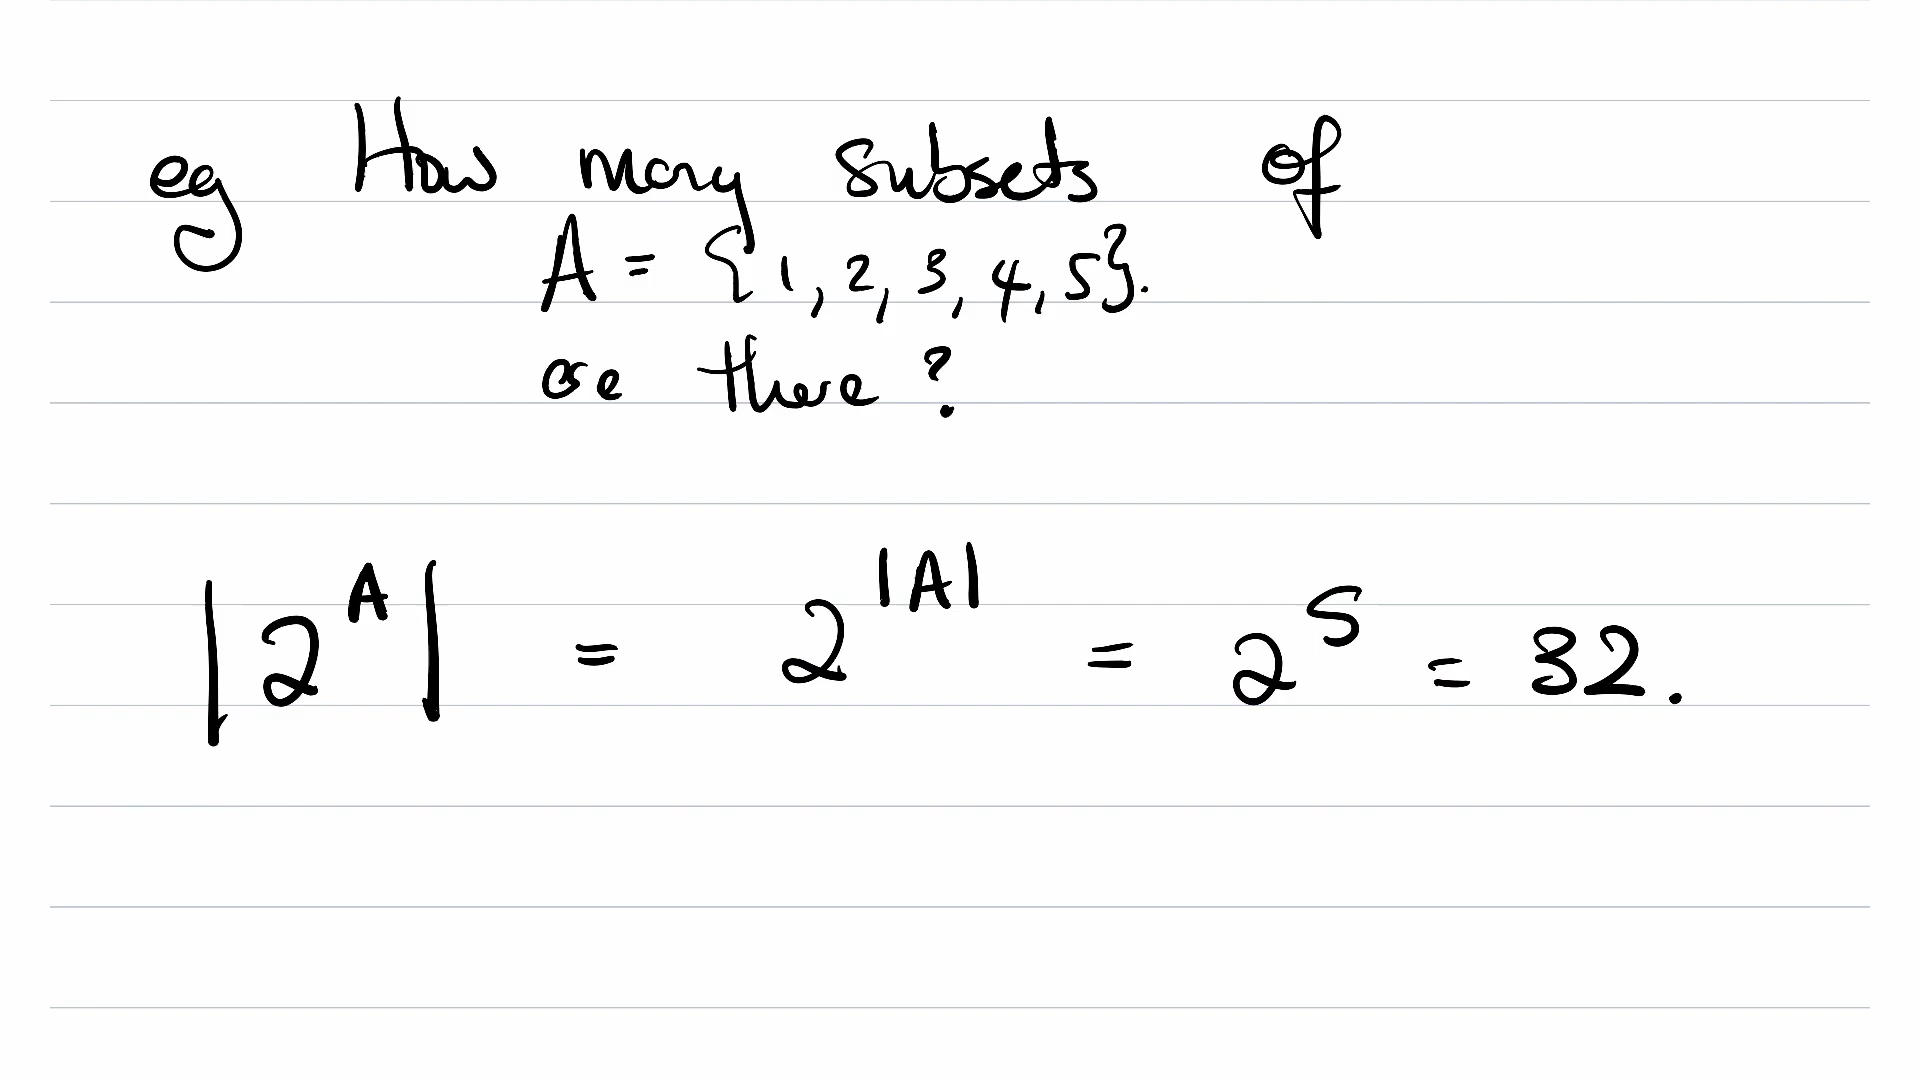 eg How many subsets of
A = {1, 2, 3, 4, 5}.
are there?
|2^A| = 2^|A| = 2^5 = 32.